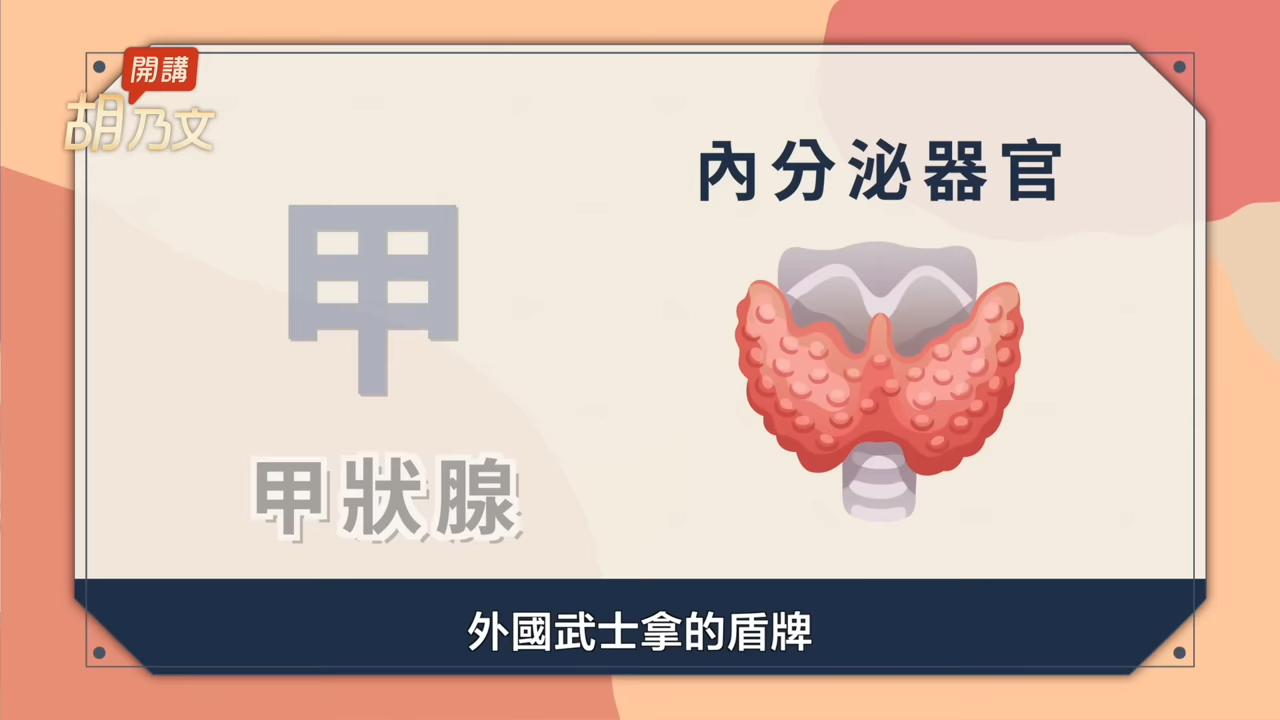 開講
胡乃文
內分泌器官
甲
甲狀腺
外國武士拿的盾牌